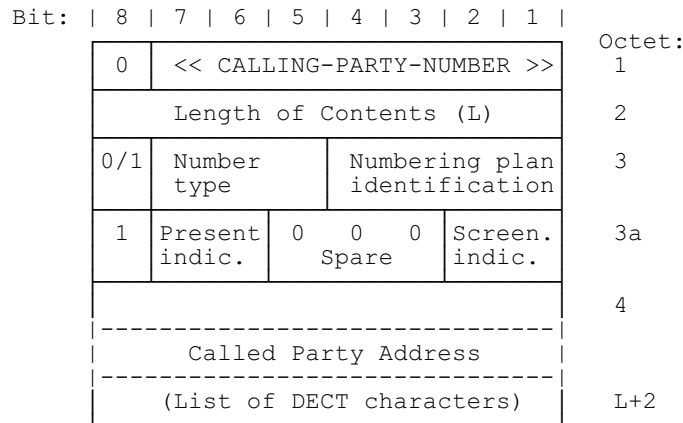 Bit: | 8 | 7 | 6 | 5 | 4 | 3 | 2 | 1 |
Octet:
0 << CALLING-PARTY-NUMBER >> 1
Length of Contents (L) 2
0/1 Number Numbering plan 3
type identification
1 Present 0 0 0 Screen. 3a
indic. Spare indic.
4
Called Party Address
(List of DECT characters) L+2